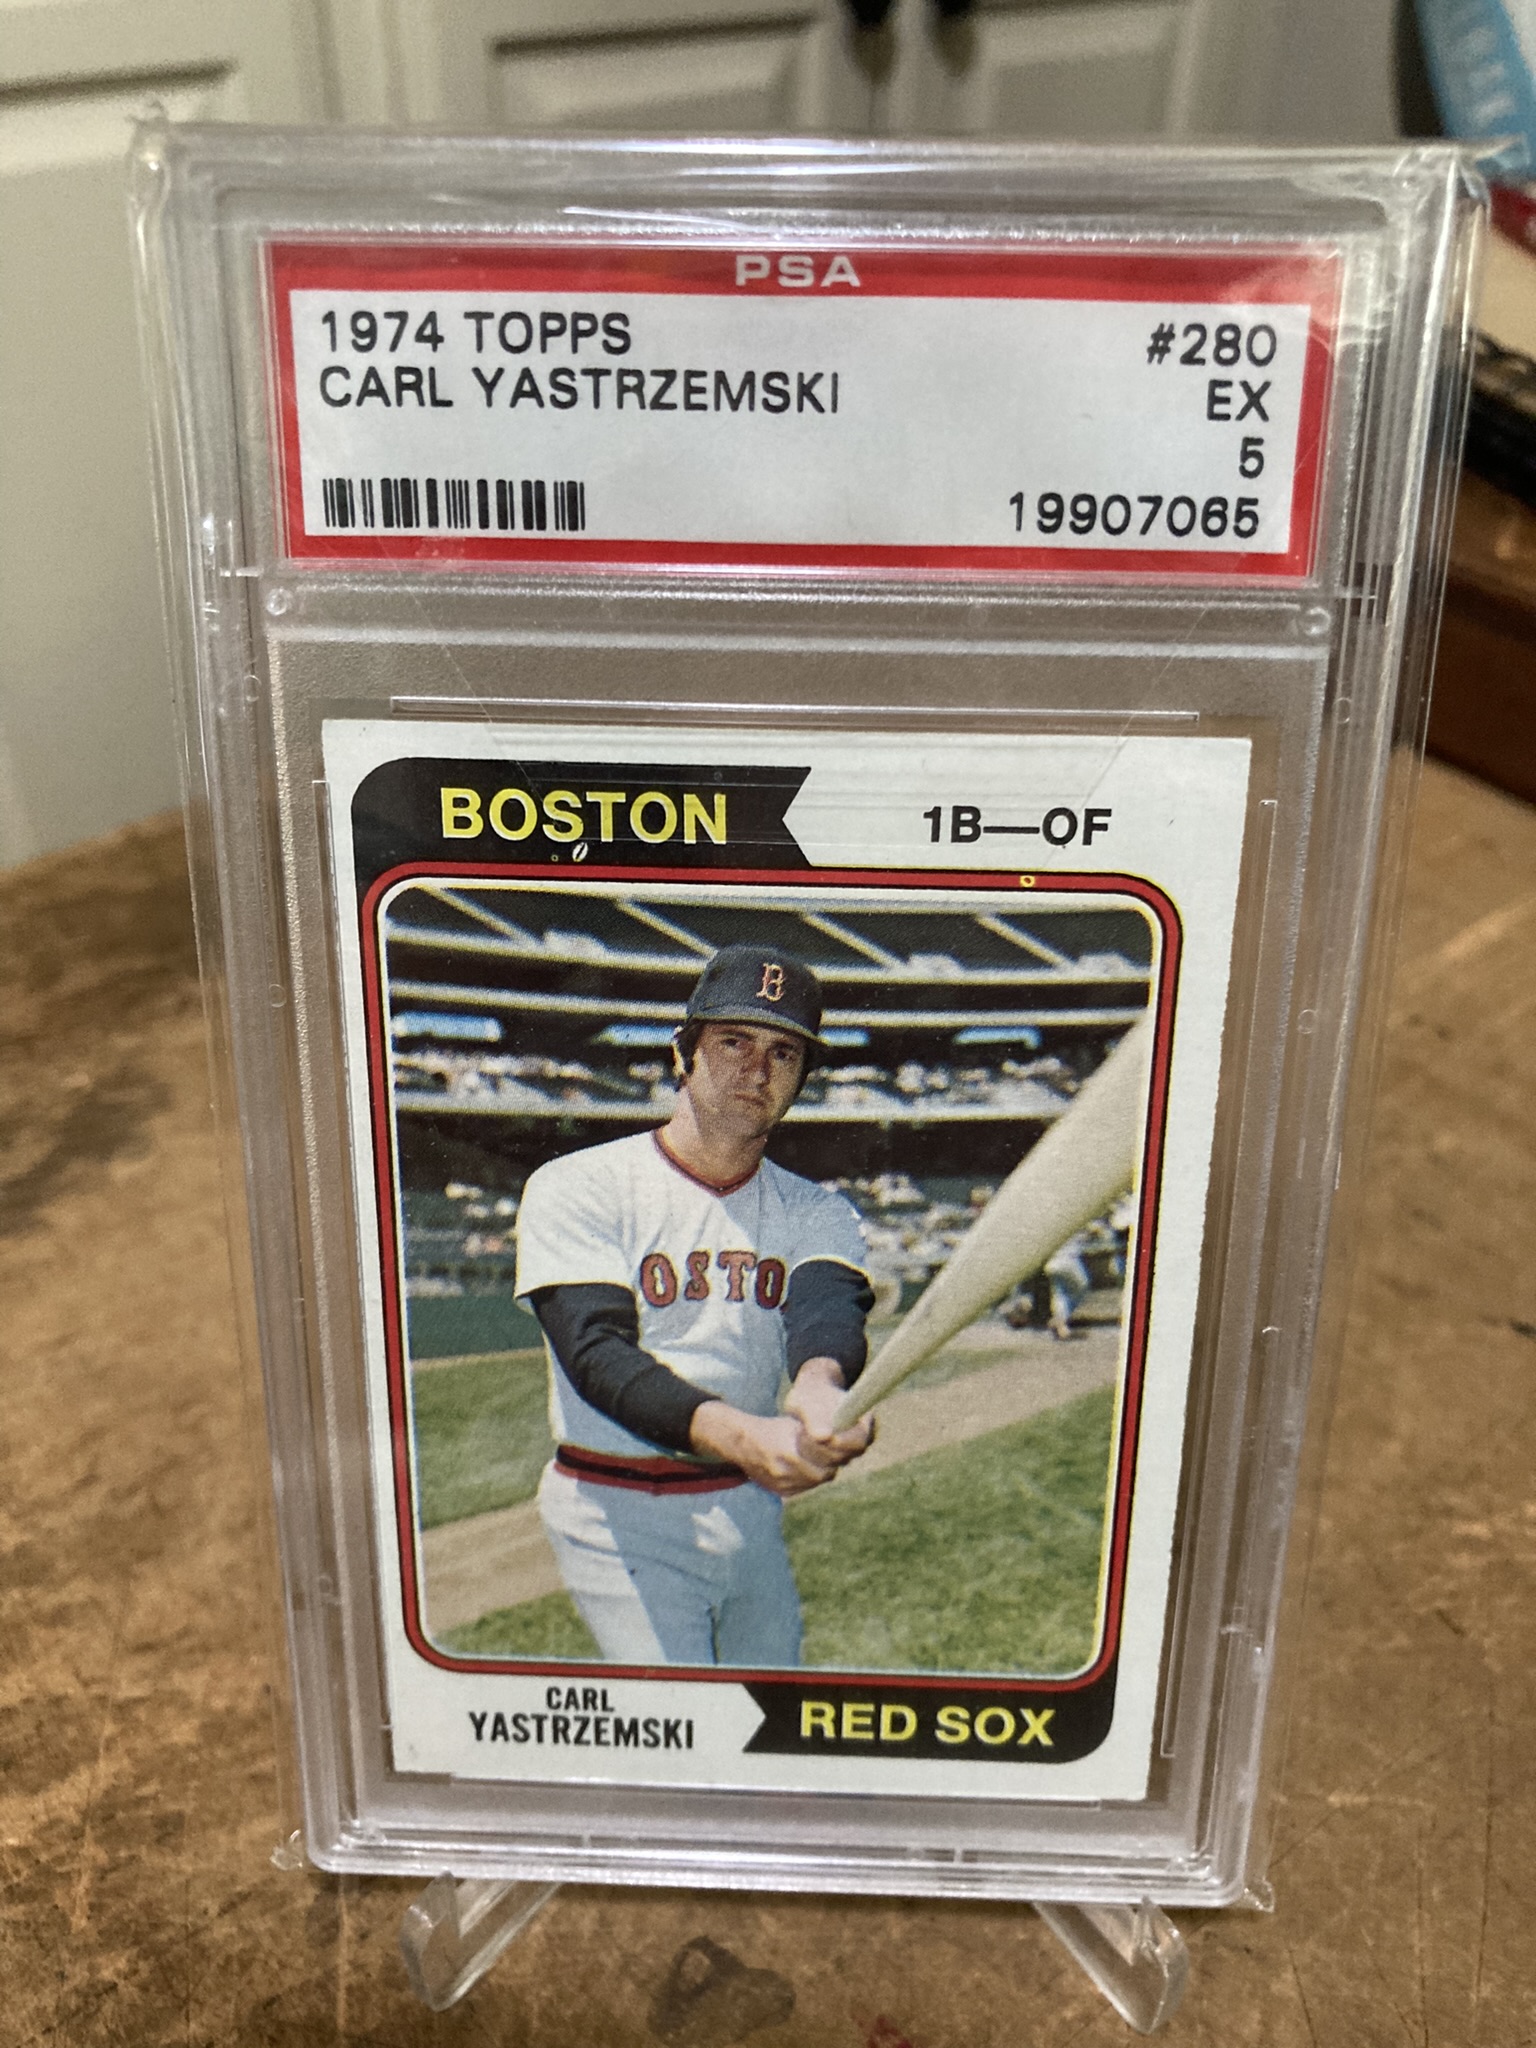 PSA
1974 TOPPS #280
CARL YASTRZEMSKI EX
5
19907065
BOSTON 1B—OF
B
OSTO
CARL
YASTRZEMSKI
RED SOX